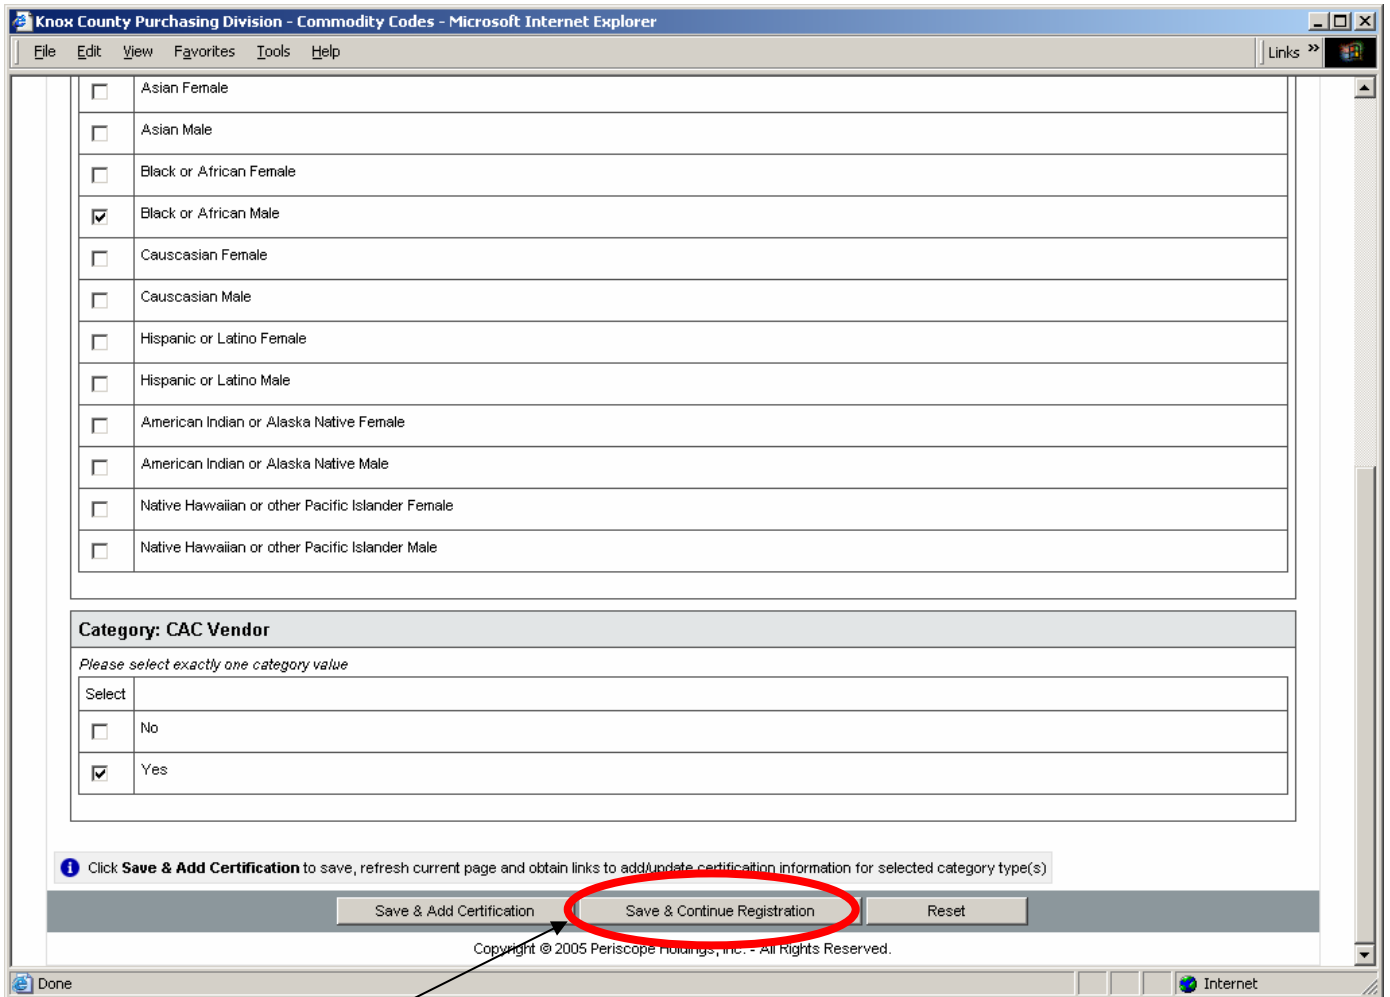 Knox County Purchasing Division - Commodity Codes - Microsoft Internet Explorer
File Edit View Favorites Tools Help Links »
Asian Female
Asian Male
Black or African Female
Black or African Male
Causcasian Female
Causcasian Male
Hispanic or Latino Female
Hispanic or Latino Male
American Indian or Alaska Native Female
American Indian or Alaska Native Male
Native Hawaiian or other Pacific Islander Female
Native Hawaiian or other Pacific Islander Male
Category: CAC Vendor
Please select exactly one category value
Select
No
Yes
Click Save & Add Certification to save, refresh current page and obtain links to add/update certificaition information for selected category type(s)
Save & Add Certification Save & Continue Registration Reset
Copyright © 2005 Periscope Holdings, Inc. - All Rights Reserved.
Done Internet